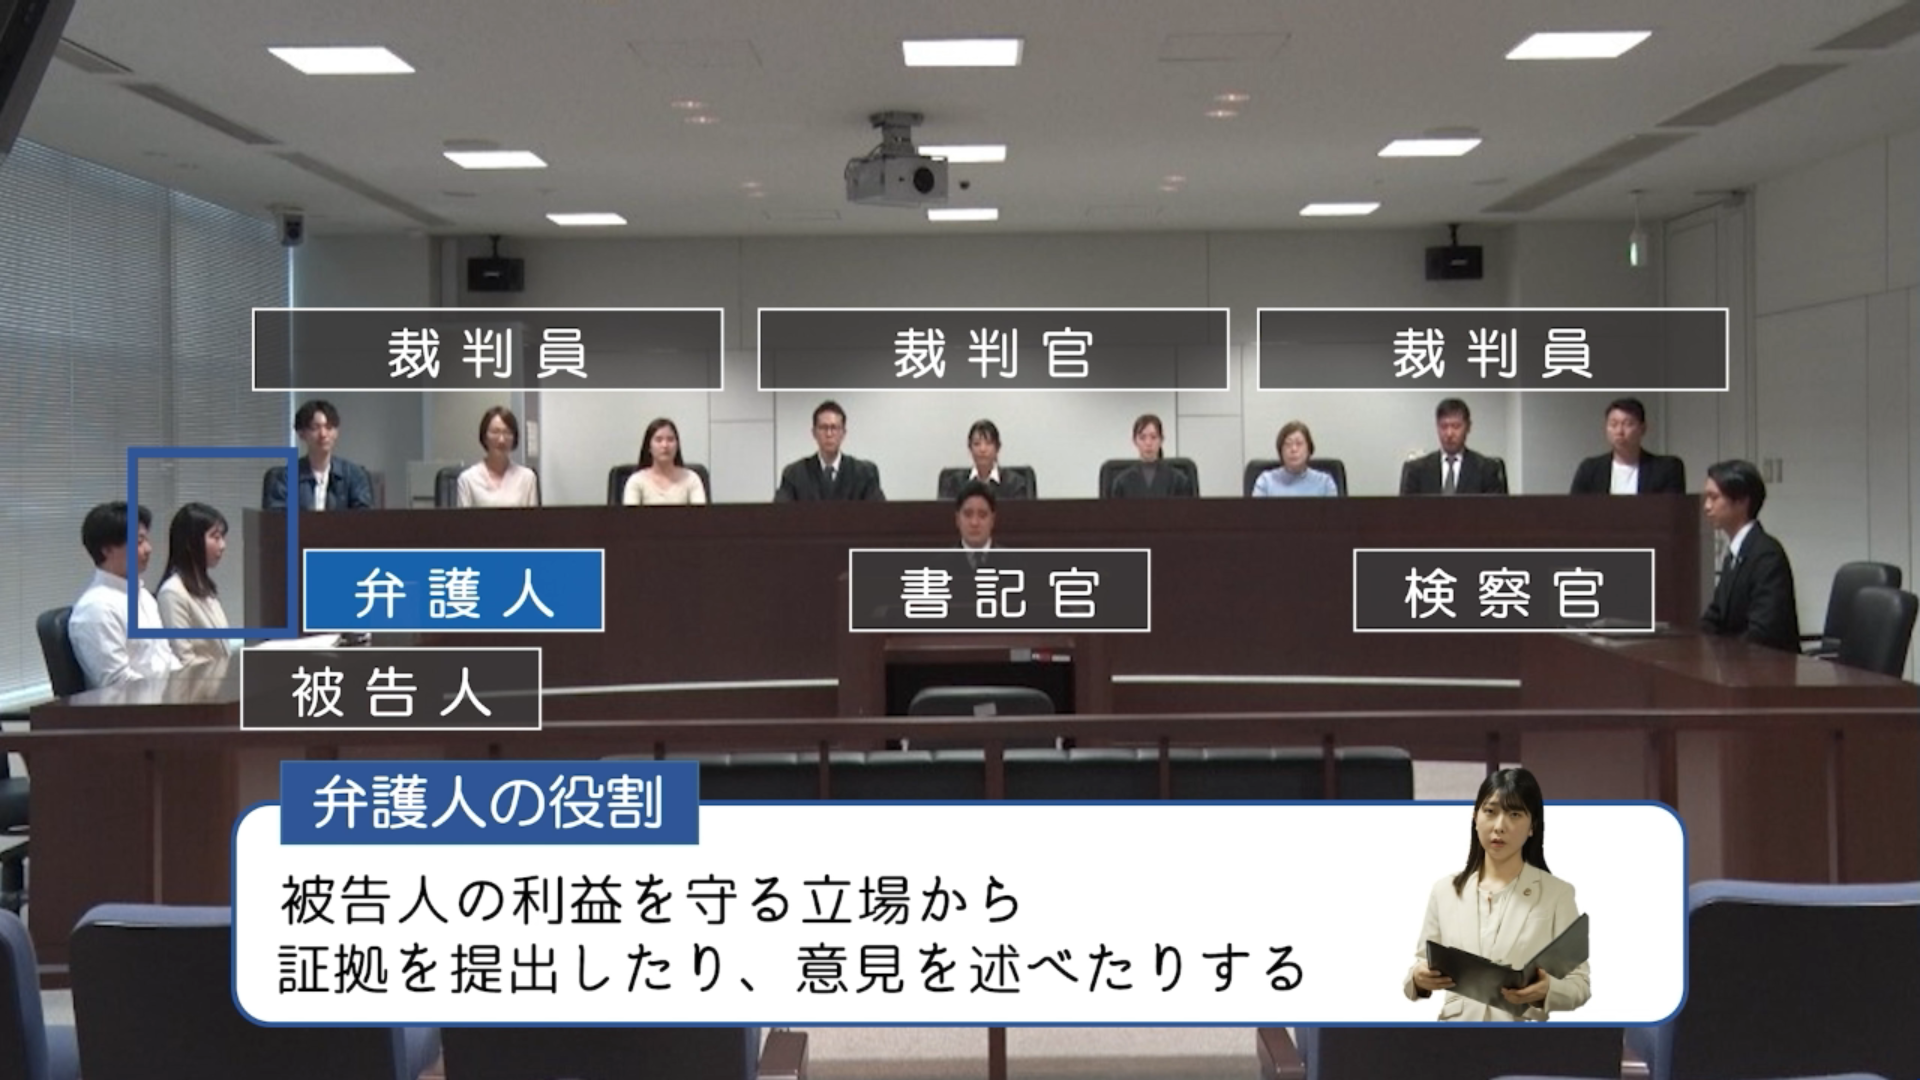 裁判員
裁判官
裁判員
弁護人
書記官
検察官
被告人
弁護人の役割
被告人の利益を守る立場から
証拠を提出したり、意見を述べたりする